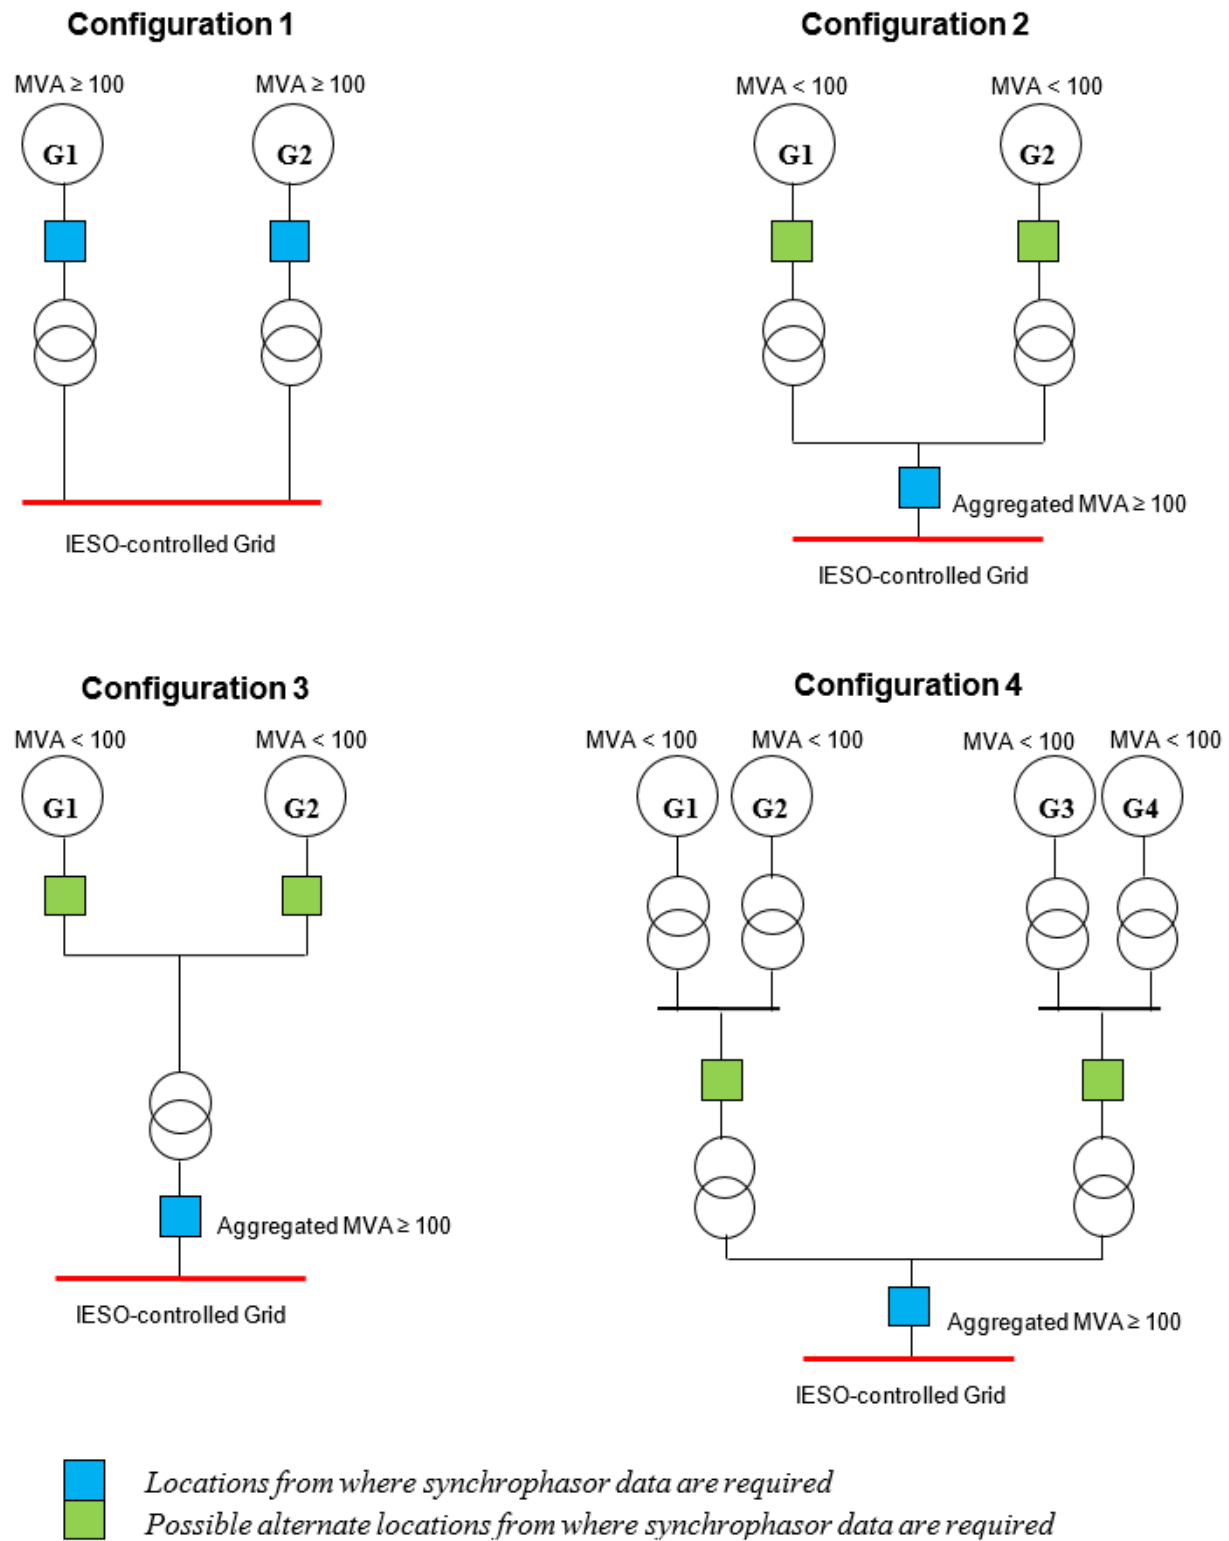 Configuration 1
MVA ≥ 100 MVA ≥ 100
G1 G2
IESO-controlled Grid
Configuration 2
MVA < 100 MVA < 100
G1 G2
Aggregated MVA ≥ 100
IESO-controlled Grid
Configuration 3
MVA < 100 MVA < 100
G1 G2
Aggregated MVA ≥ 100
IESO-controlled Grid
Configuration 4
MVA < 100 MVA < 100 MVA < 100 MVA < 100
G1 G2 G3 G4
Aggregated MVA ≥ 100
IESO-controlled Grid
Locations from where synchrophasor data are required
Possible alternate locations from where synchrophasor data are required